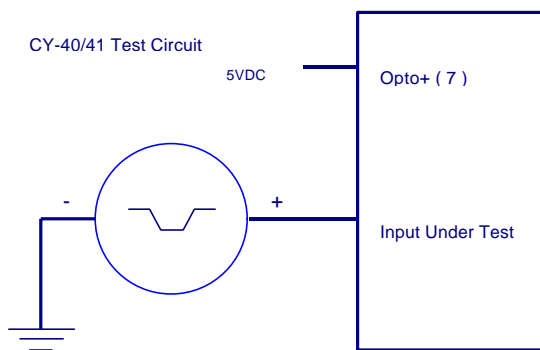 CY-40/41 Test Circuit
5VDC
Opto+ ( 7 )
- +
Input Under Test